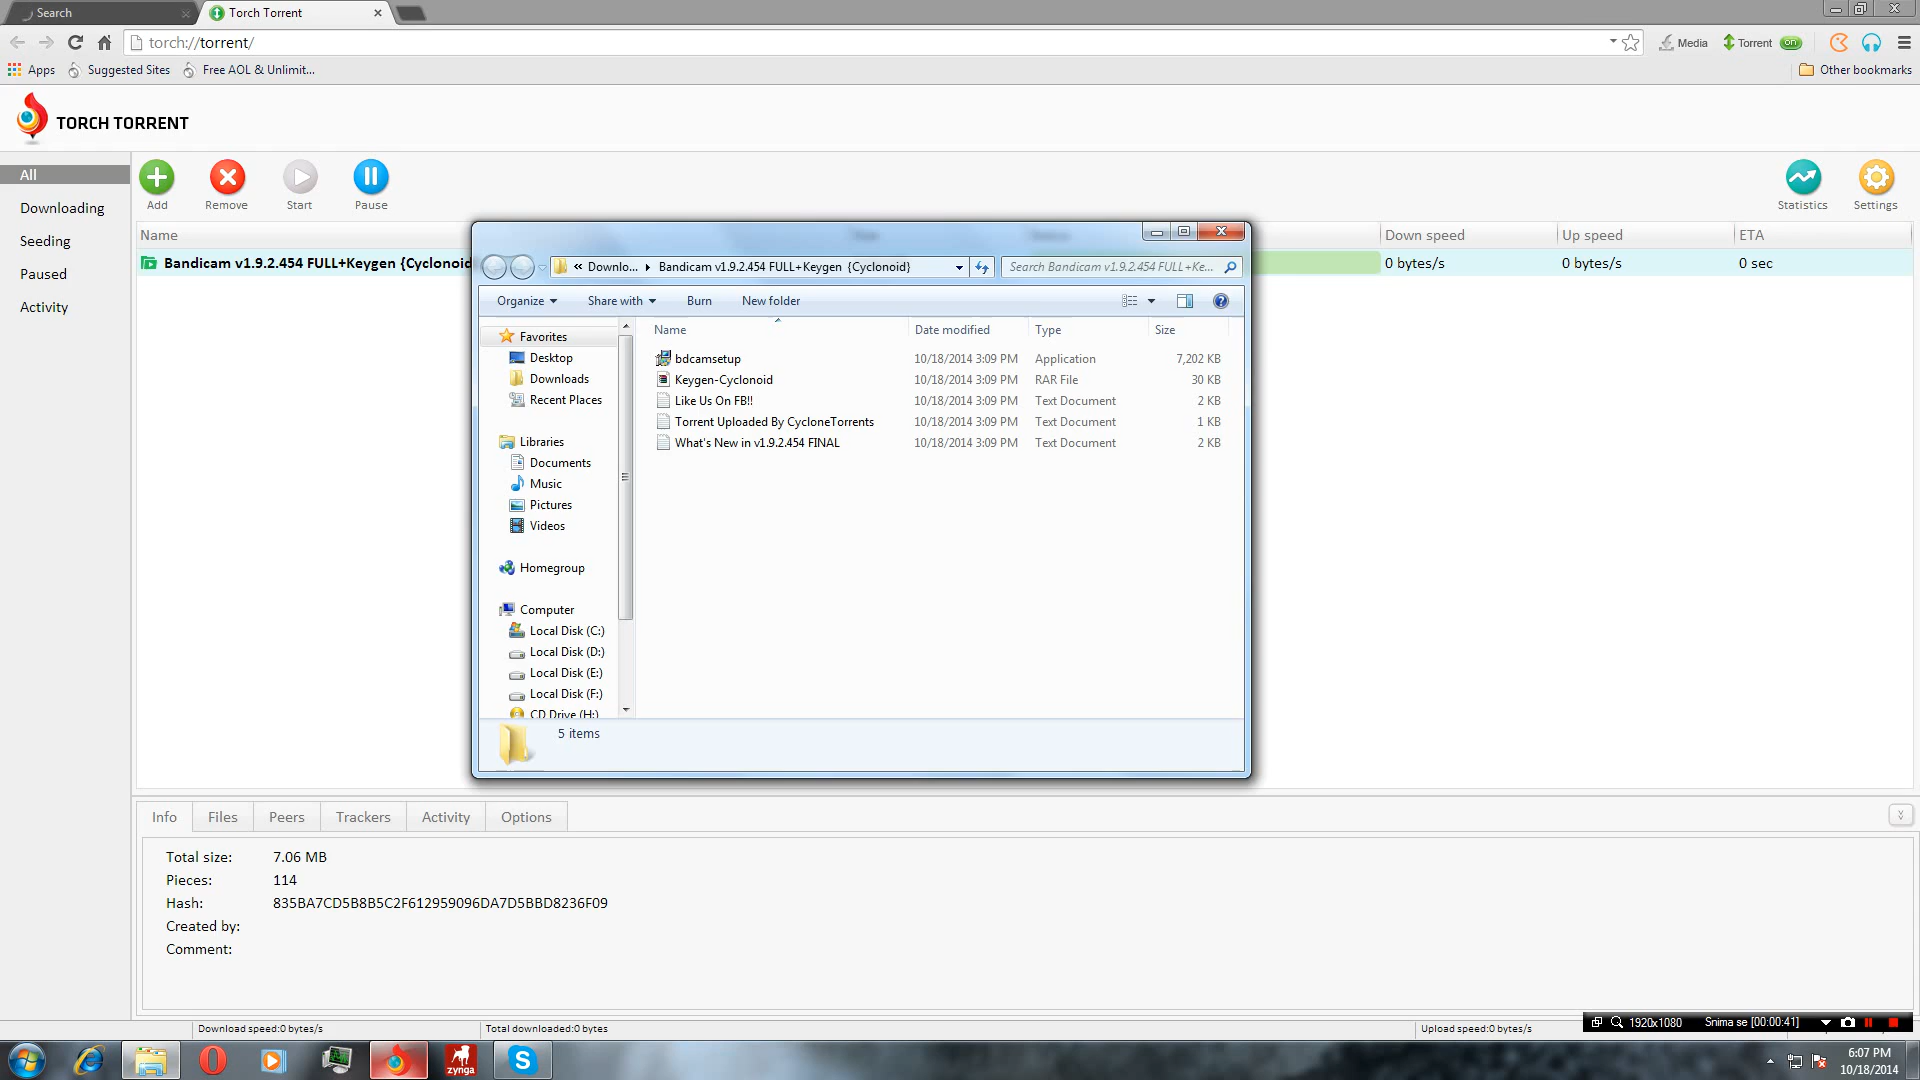 Search
Torch Torrent
torch://torrent/
Media
Torrent
on
Apps
Suggested Sites
Free AOL & Unlimit...
Other bookmarks
TORCH TORRENT
All
Downloading
Seeding
Paused
Activity
Add
Remove
Start
Pause
Statistics
Settings
Name
Down speed
Up speed
ETA
Bandicam v1.9.2.454 FULL+Keygen {Cyclonoid
0 bytes/s
0 bytes/s
0 sec
« Downlo... Bandicam v1.9.2.454 FULL+Keygen {Cyclonoid}
Search Bandicam v1.9.2.454 FULL+Ke...
Organize
Share with
Burn
New folder
Favorites
Desktop
Downloads
Recent Places
Libraries
Documents
Music
Pictures
Videos
Homegroup
Computer
Local Disk (C:)
Local Disk (D:)
Local Disk (E:)
Local Disk (F:)
CD Drive (H:)
Name Date modified Type Size
bdcamsetup 10/18/2014 3:09 PM Application 7,202 KB
Keygen-Cyclonoid 10/18/2014 3:09 PM RAR File 30 KB
Like Us On FB!! 10/18/2014 3:09 PM Text Document 2 KB
Torrent Uploaded By CycloneTorrents 10/18/2014 3:09 PM Text Document 1 KB
What's New in v1.9.2.454 FINAL 10/18/2014 3:09 PM Text Document 2 KB
5 items
Info
Files
Peers
Trackers
Activity
Options
Total size: 7.06 MB
Pieces: 114
Hash: 835BA7CD5B8B5C2F612959096DA7D5BBD8236F09
Created by:
Comment:
Download speed:0 bytes/s
Total downloaded:0 bytes
Upload speed:0 bytes/s
1920x1080
Snima se [00:00:41]
zynga
6:07 PM
10/18/2014